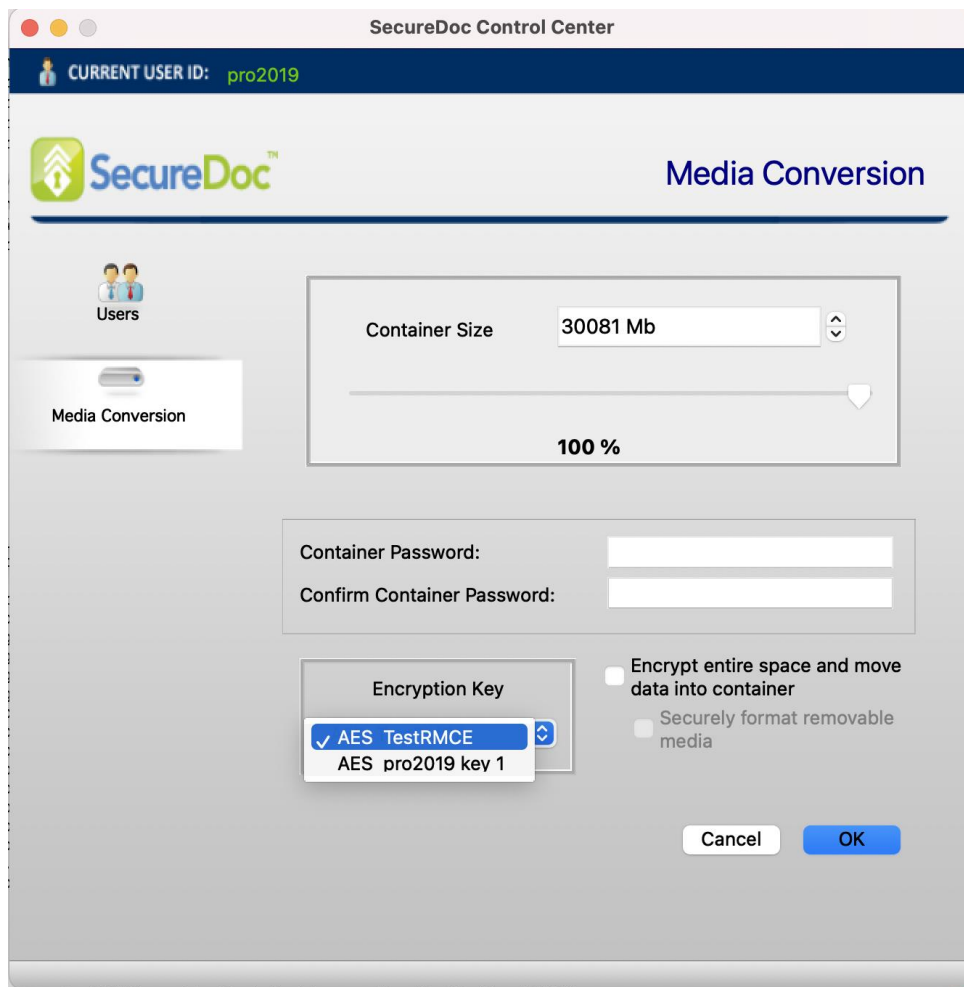 SecureDoc Control Center
CURRENT USER ID: pro2019
SecureDoc™
Media Conversion
Users
Media Conversion
Container Size
30081 Mb
100 %
Container Password:
Confirm Container Password:
Encryption Key
✓ AES TestRMCE
AES pro2019 key 1
Encrypt entire space and move
data into container
Securely format removable
media
Cancel
OK